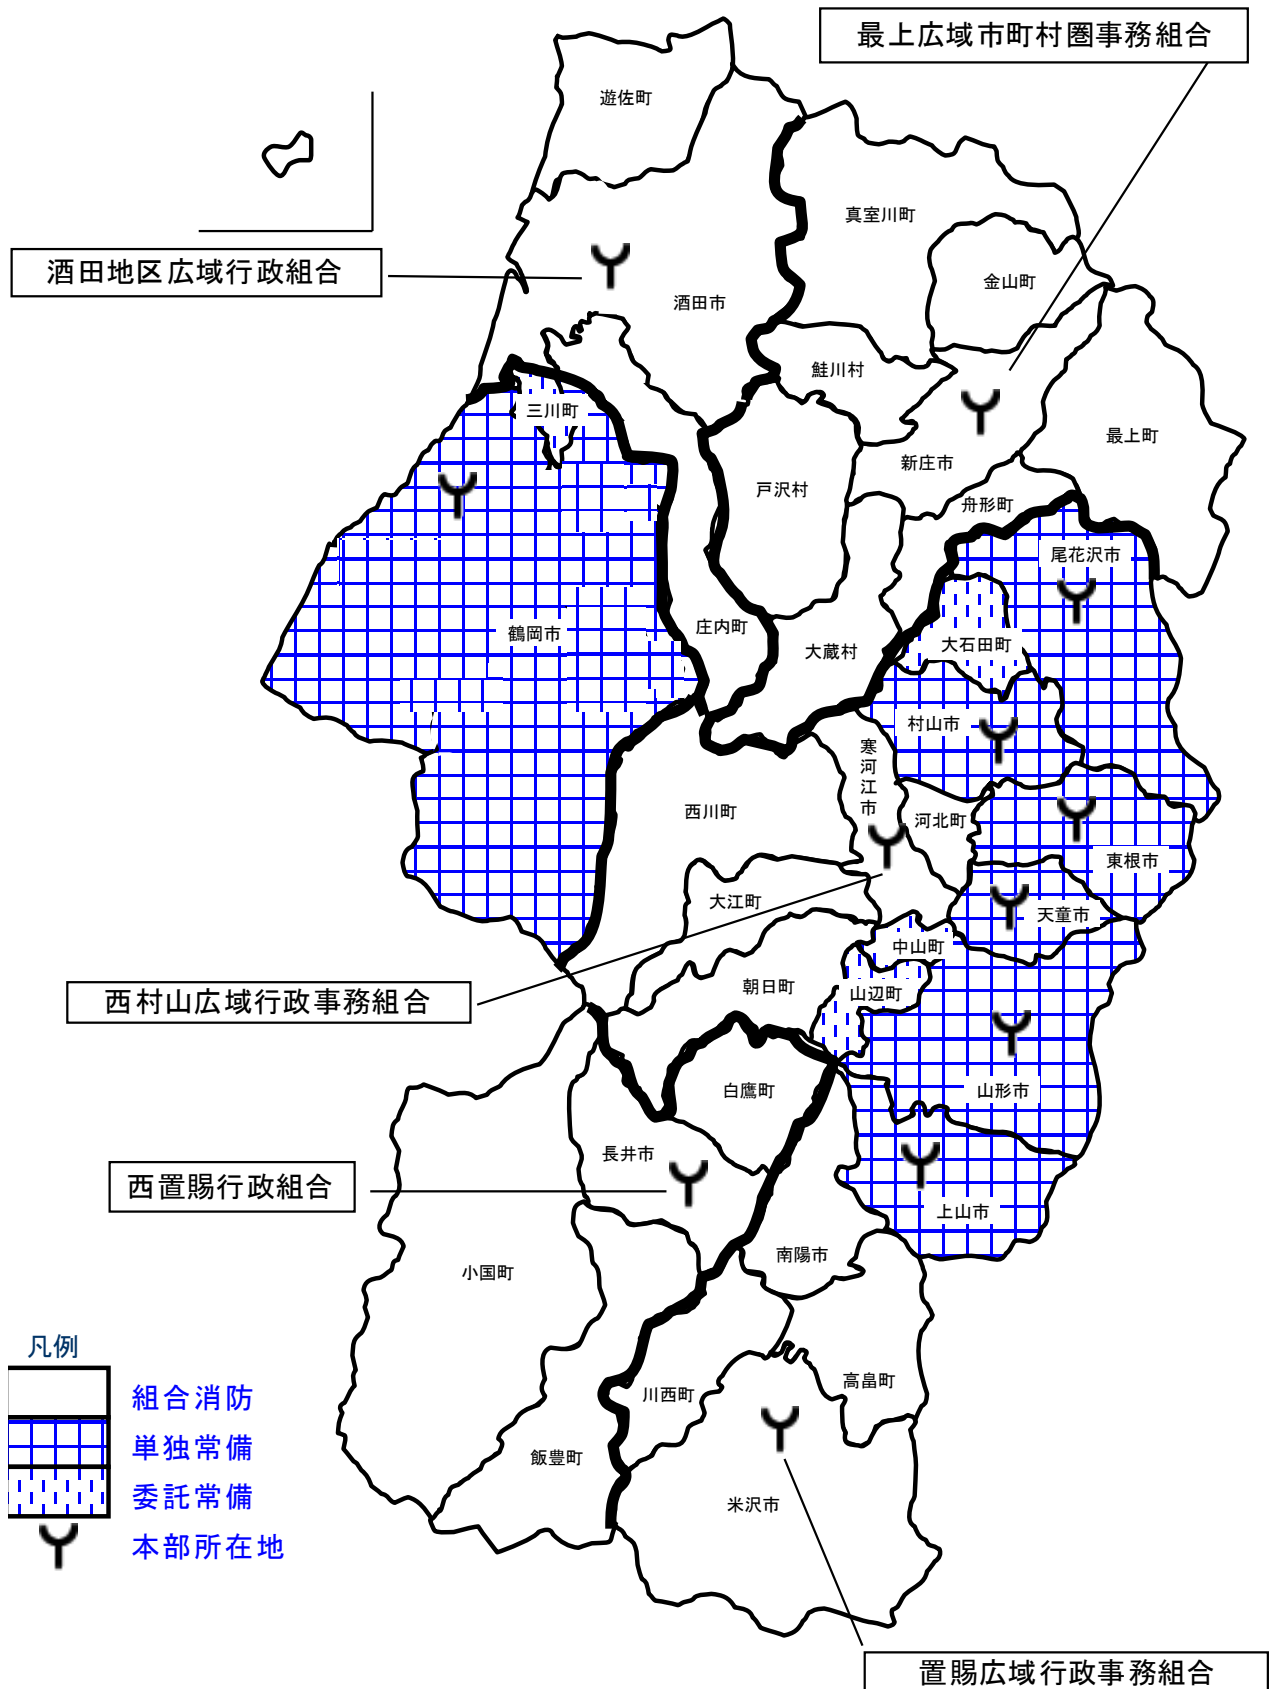 最上広域市町村圏事務組合
遊佐町
真室川町
酒田地区広域行政組合
金山町
酒田市
鮭川村
三川町
最上町
新庄市
戸沢村
舟形町
尾花沢市
庄内町
鶴岡市
大石田町
大蔵村
村山市
寒河江市
西川町
河北町
東根市
大江町
天童市
中山町
朝日町
山辺町
西村山広域行政事務組合
白鷹町
山形市
長井市
西置賜行政組合
上山市
南陽市
小国町
凡例
高畠町
川西町
組合消防
単独常備
飯豊町
委託常備
米沢市
本部所在地
置賜広域行政事務組合